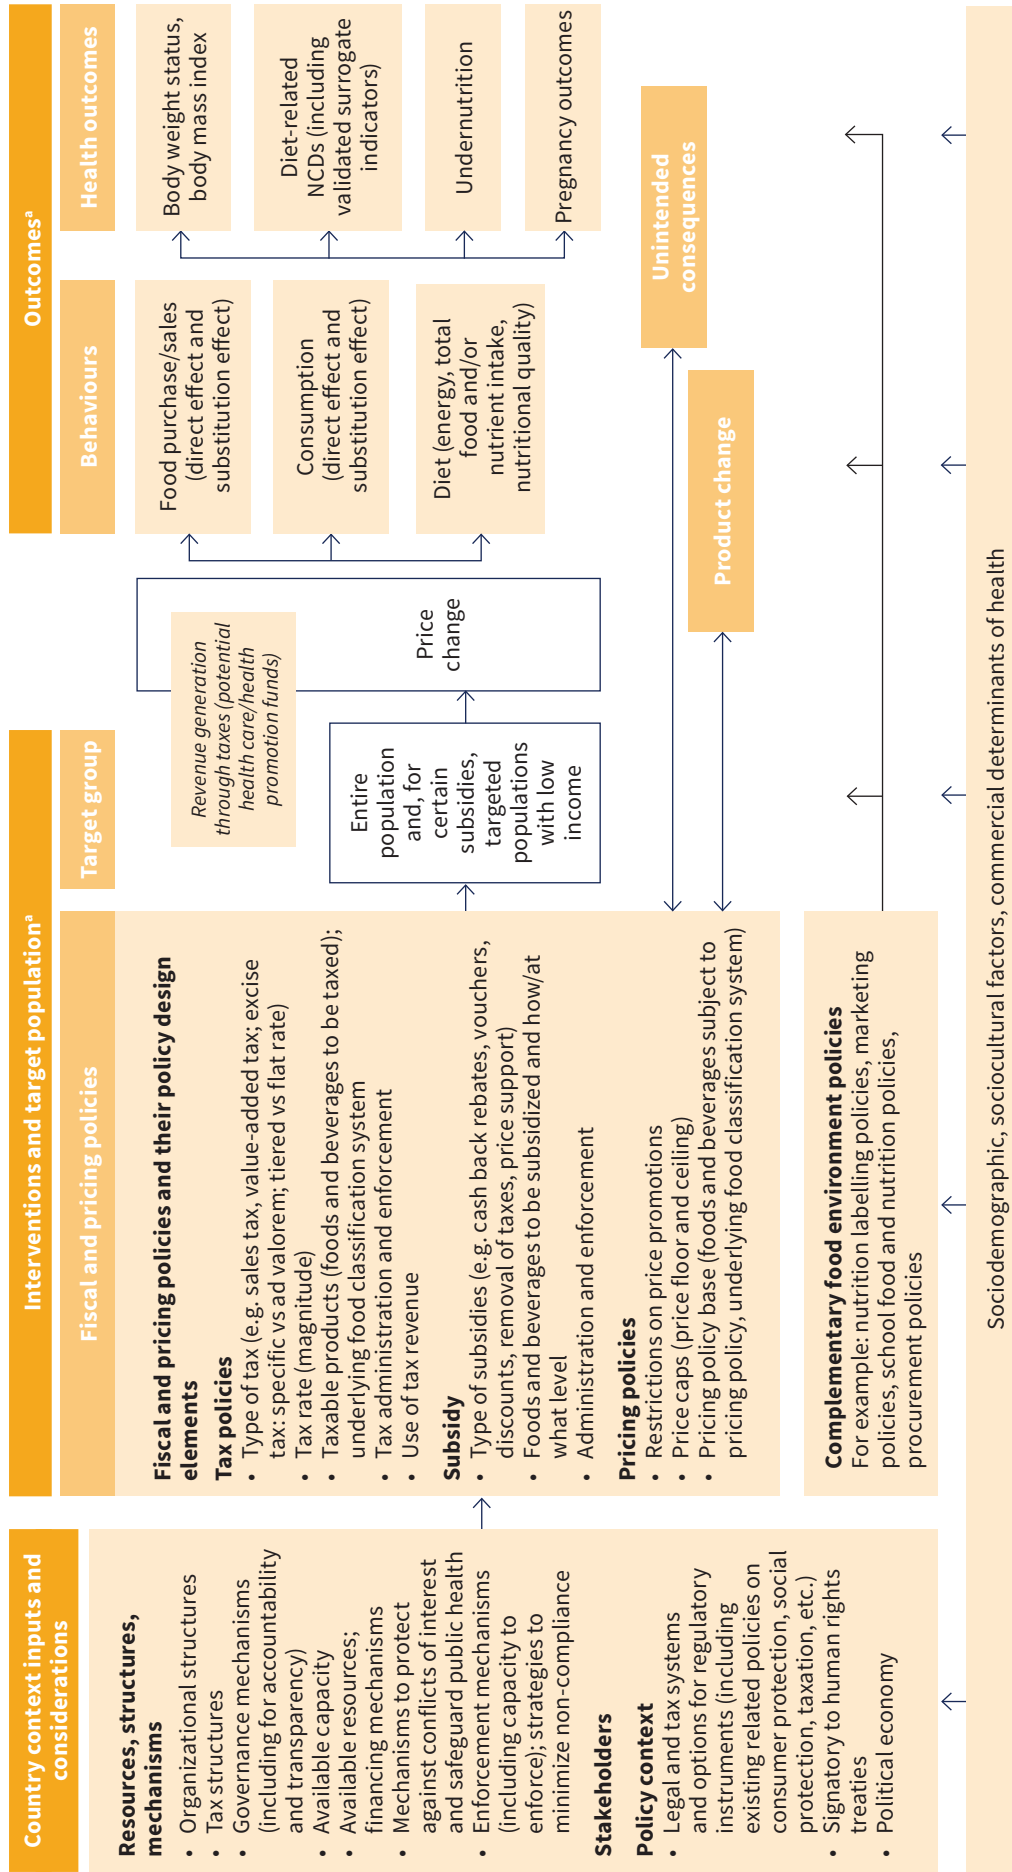 Country context inputs and
considerations
Resources, structures,
mechanisms
• Organizational structures
• Tax structures
• Governance mechanisms
(including for accountability
and transparency)
• Available capacity
• Available resources;
financing mechanisms
• Mechanisms to protect
against conflicts of interest
and safeguard public health
• Enforcement mechanisms
(including capacity to
enforce); strategies to
minimize non-compliance
Stakeholders
Policy context
• Legal and tax systems
and options for regulatory
instruments (including
existing related policies on
consumer protection, social
protection, taxation, etc.)
• Signatory to human rights
treaties
• Political economy
Interventions and target populationᵃ
Fiscal and pricing policies
Fiscal and pricing policies and their policy design
elements
Tax policies
• Type of tax (e.g. sales tax, value-added tax; excise
tax: specific vs ad valorem; tiered vs flat rate)
• Tax rate (magnitude)
• Taxable products (foods and beverages to be taxed);
underlying food classification system
• Tax administration and enforcement
• Use of tax revenue
Subsidy
• Type of subsidies (e.g. cash back rebates, vouchers,
discounts, removal of taxes, price support)
• Foods and beverages to be subsidized and how/at
what level
• Administration and enforcement
Pricing policies
• Restrictions on price promotions
• Price caps (price floor and ceiling)
• Pricing policy base (foods and beverages subject to
pricing policy, underlying food classification system)
Complementary food environment policies
For example: nutrition labelling policies, marketing
policies, school food and nutrition policies,
procurement policies
Target group
Entire
population
and, for
certain
subsidies,
targeted
populations
with low
income
Revenue generation
through taxes (potential
health care/health
promotion funds)
Price
change
Outcomesᵃ
Behaviours
Food purchase/sales
(direct effect and
substitution effect)
Consumption
(direct effect and
substitution effect)
Diet (energy, total
food and/or
nutrient intake,
nutritional quality)
Health outcomes
Body weight status,
body mass index
Diet-related
NCDs (including
validated surrogate
indicators)
Undernutrition
Pregnancy outcomes
Unintended
consequences
Product change
Sociodemographic, sociocultural factors, commercial determinants of health